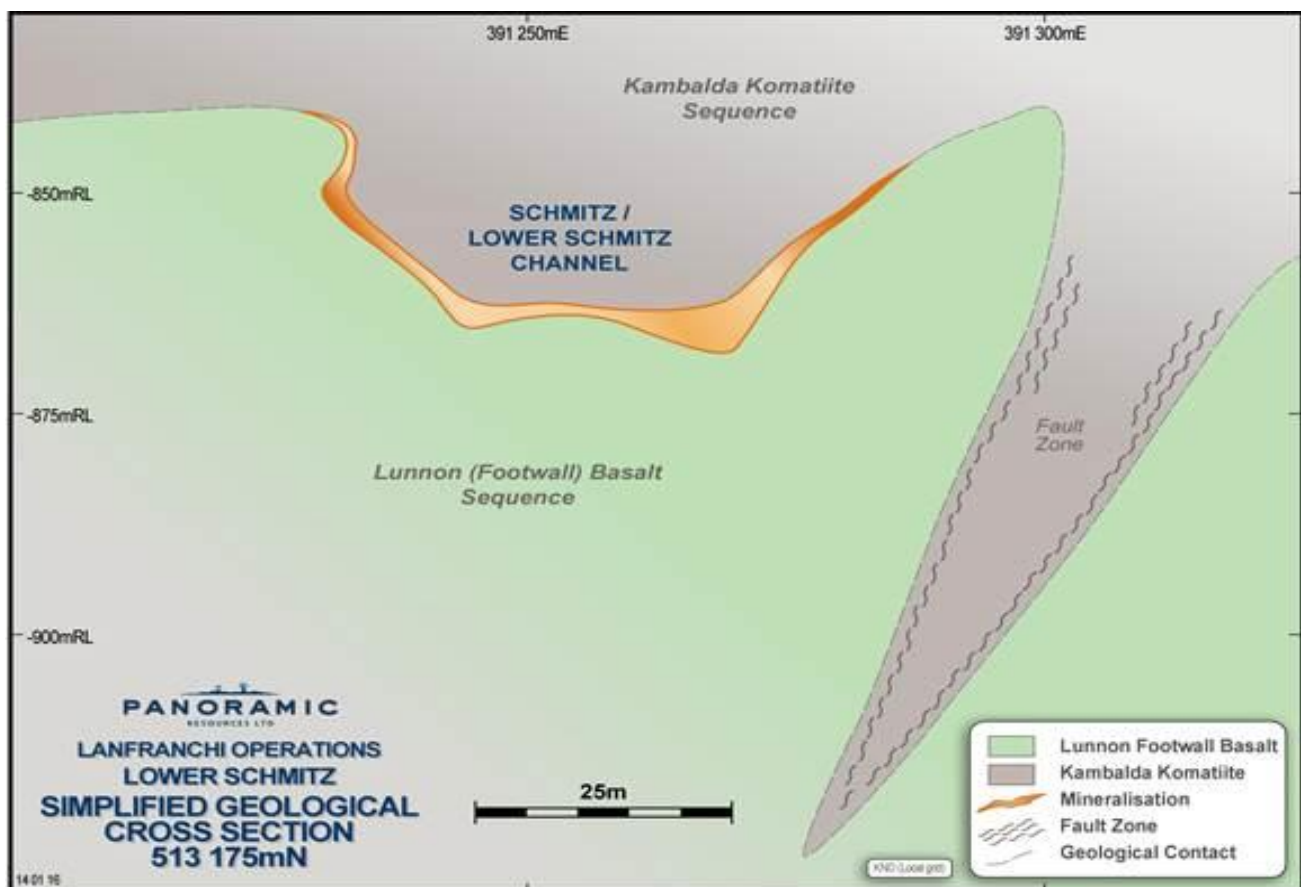 391 250mE
391 300mE
Kambalda Komatiite
Sequence
-850mRL
SCHMITZ /
LOWER SCHMITZ
CHANNEL
-875mRL
Fault
Zone
Lunnon (Footwall) Basalt
Sequence
-900mRL
PANORAMIC
RESOURCES LTD
LANFRANCHI OPERATIONS
LOWER SCHMITZ
SIMPLIFIED GEOLOGICAL
CROSS SECTION
513 175mN
25m
Lunnon Footwall Basalt
Kambalda Komatiite
Mineralisation
Fault Zone
Geological Contact
KNO (Local grid)
14 01 16